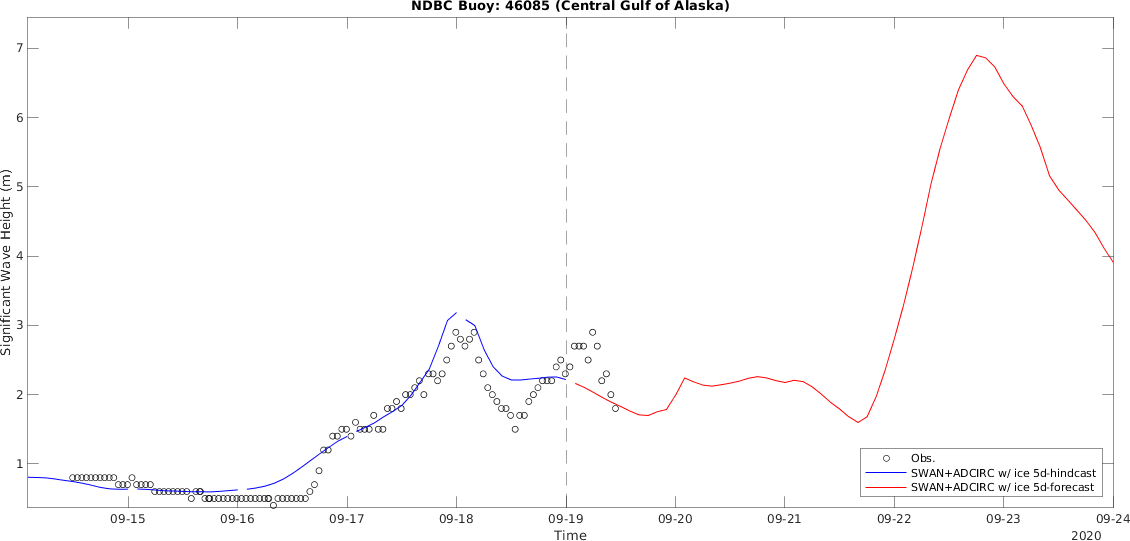 NDBC Buoy: 46085 (Central Gulf of Alaska)
Significant Wave Height (m)
7
6
5
4
3
2
1
Obs.
SWAN+ADCIRC w/ ice 5d-hindcast
SWAN+ADCIRC w/ ice 5d-forecast
09-15 09-16 09-17 09-18 09-19 09-20 09-21 09-22 09-23 09-24
Time
2020